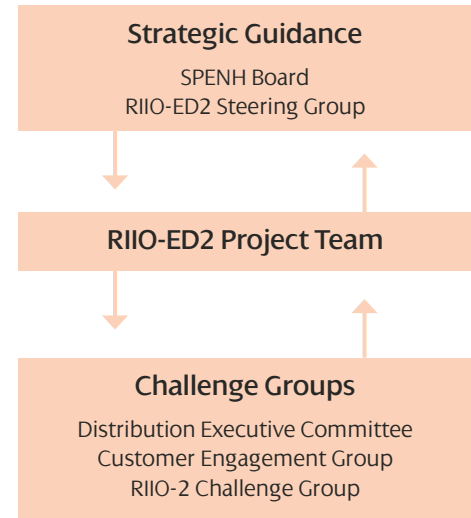 Strategic Guidance
SPENH Board
RIIO-ED2 Steering Group
RIIO-ED2 Project Team
Challenge Groups
Distribution Executive Committee
Customer Engagement Group
RIIO-2 Challenge Group